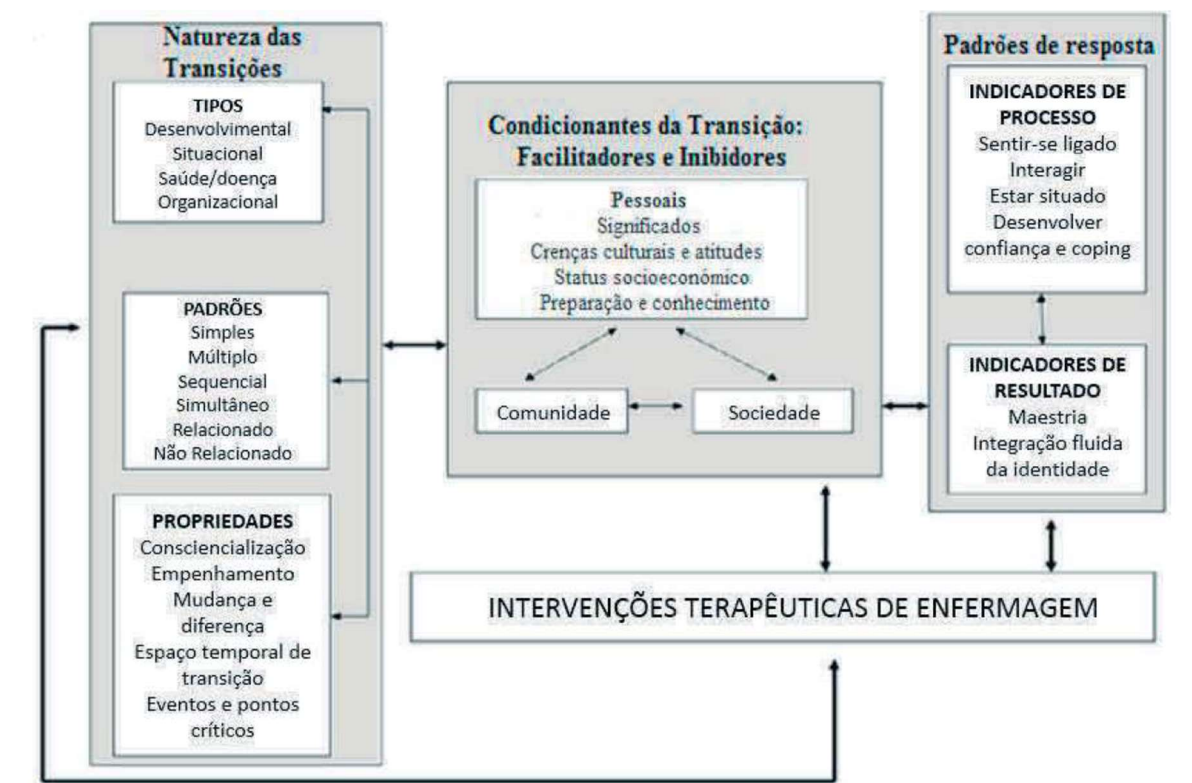 Natureza das
Transições
TIPOS
Desenvolvimental
Situacional
Saúde/doença
Organizacional
PADRÕES
Simples
Múltiplo
Sequencial
Simultâneo
Relacionado
Não Relacionado
PROPRIEDADES
Consciencialização
Empenhamento
Mudança e
diferença
Espaço temporal de
transição
Eventos e pontos
críticos
Condicionantes da Transição:
Facilitadores e Inibidores
Pessoais
Significados
Crenças culturais e atitudes
Status socioeconómico
Preparação e conhecimento
Comunidade
Sociedade
Padrões de resposta
INDICADORES DE
PROCESSO
Sentir-se ligado
Interagir
Estar situado
Desenvolver
confiança e coping
INDICADORES DE
RESULTADO
Maestria
Integração fluida
da identidade
INTERVENÇÕES TERAPÊUTICAS DE ENFERMAGEM